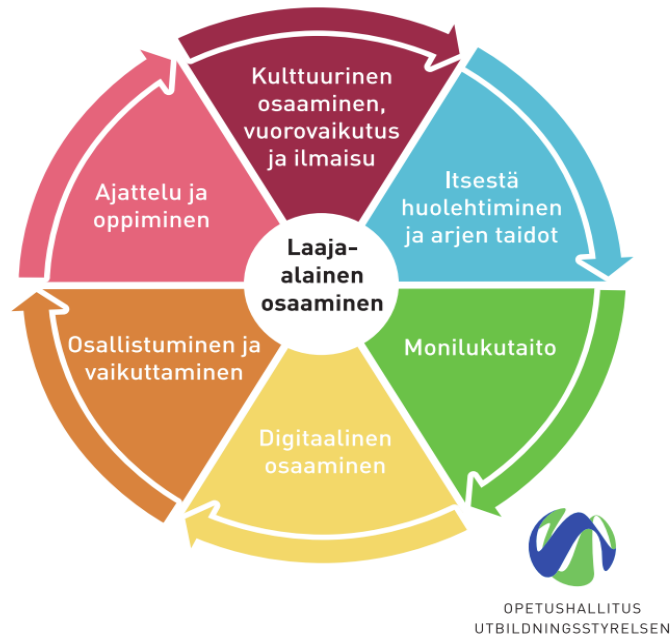 Kulttuurinen
osaaminen,
vuorovaikutus
ja ilmaisu
Itsestä
huolehtiminen
ja arjen taidot
Monilukutaito
Digitaalinen
osaaminen
Osallistuminen ja
vaikuttaminen
Ajattelu ja
oppiminen
Laaja-
alainen
osaaminen
OPETUSHALLITUS
UTBILDNINGSSTYRELSEN